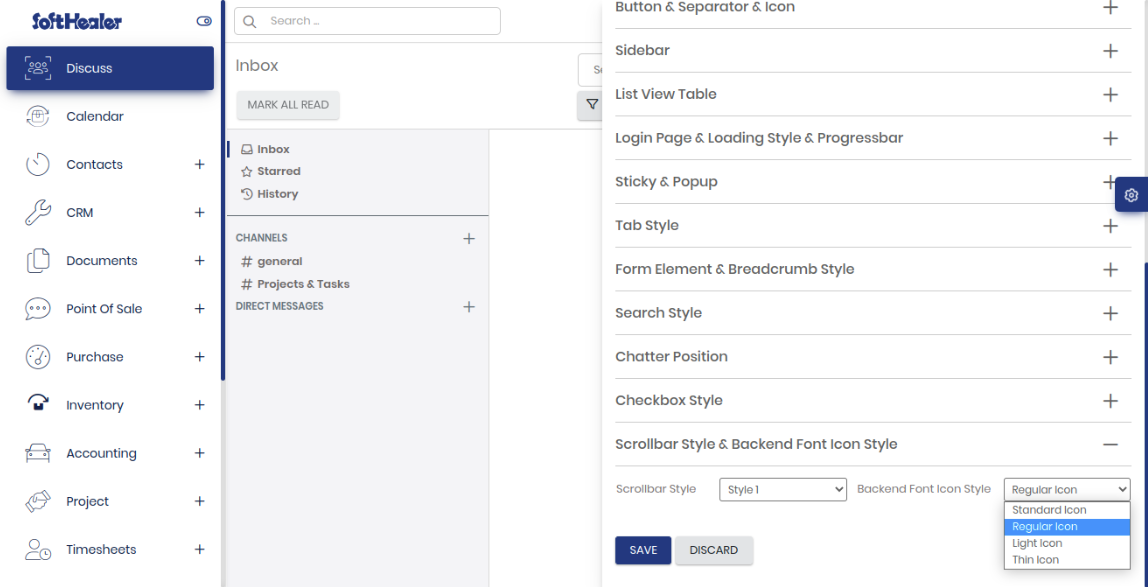 SoftHealer
Discuss
Calendar
Contacts
CRM
Documents
Point Of Sale
Purchase
Inventory
Accounting
Project
Timesheets
Search ...
Inbox
MARK ALL READ
Inbox
Starred
History
CHANNELS
# general
# Projects & Tasks
DIRECT MESSAGES
Button & Separator & Icon
Sidebar
List View Table
Login Page & Loading Style & Progressbar
Sticky & Popup
Tab Style
Form Element & Breadcrumb Style
Search Style
Chatter Position
Checkbox Style
Scrollbar Style & Backend Font Icon Style
Scrollbar Style Style 1 Backend Font Icon Style Regular Icon
Standard Icon
Regular Icon
Light Icon
Thin Icon
SAVE DISCARD